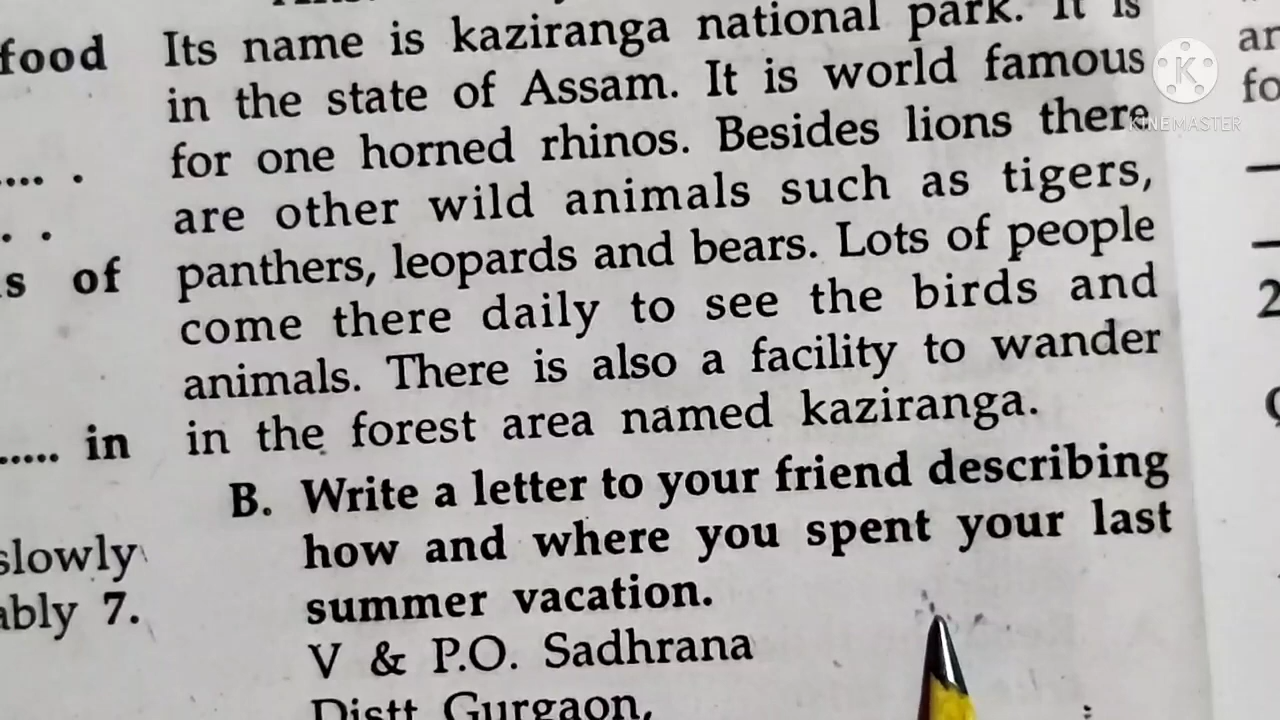 food
.... .
. .
s of
..... in
slowly
ably 7.
Its name is kaziranga national park. It is
in the state of Assam. It is world famous
for one horned rhinos. Besides lions there
are other wild animals such as tigers,
panthers, leopards and bears. Lots of people
come there daily to see the birds and
animals. There is also a facility to wander
in the forest area named kaziranga.
B. Write a letter to your friend describing
how and where you spent your last
summer vacation.
V & P.O. Sadhrana
Distt Gurgaon,
K
KINEMASTER
ar
fo
2